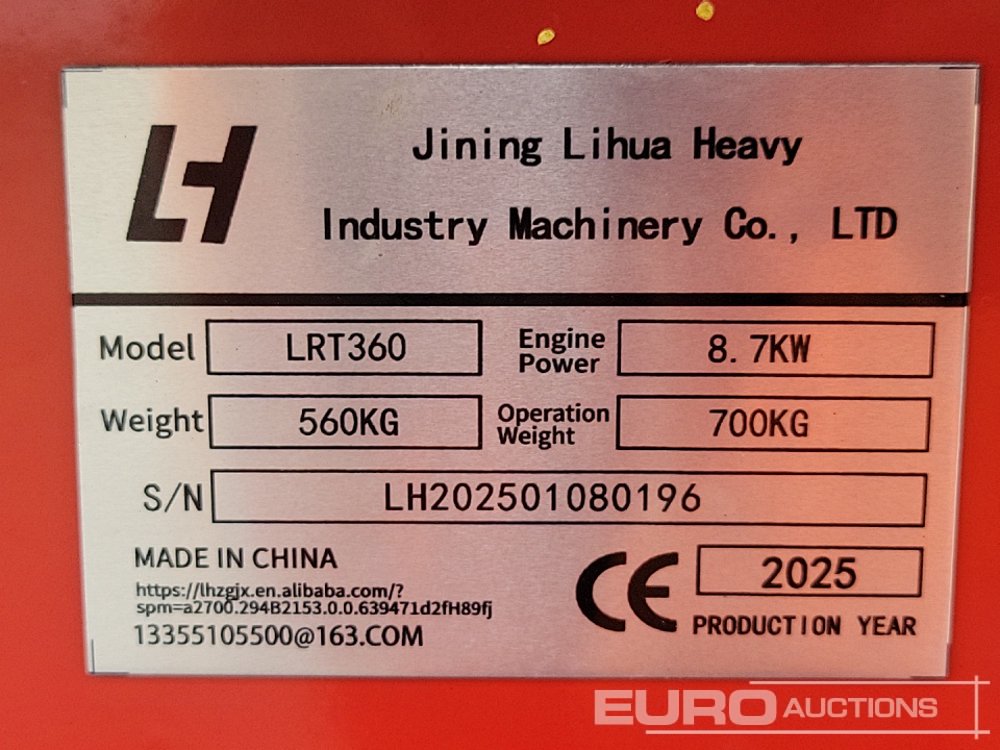 LH
Jining Lihua Heavy
Industry Machinery Co., LTD
Model LRT360 Engine Power 8.7KW
Weight 560KG Operation Weight 700KG
S/N LH202501080196
MADE IN CHINA
https://lhzgjx.en.alibaba.com/?
spm=a2700.294B2153.0.0.639471d2fH89fj
13355105500@163.COM
CE 2025
PRODUCTION YEAR
EURO AUCTIONS